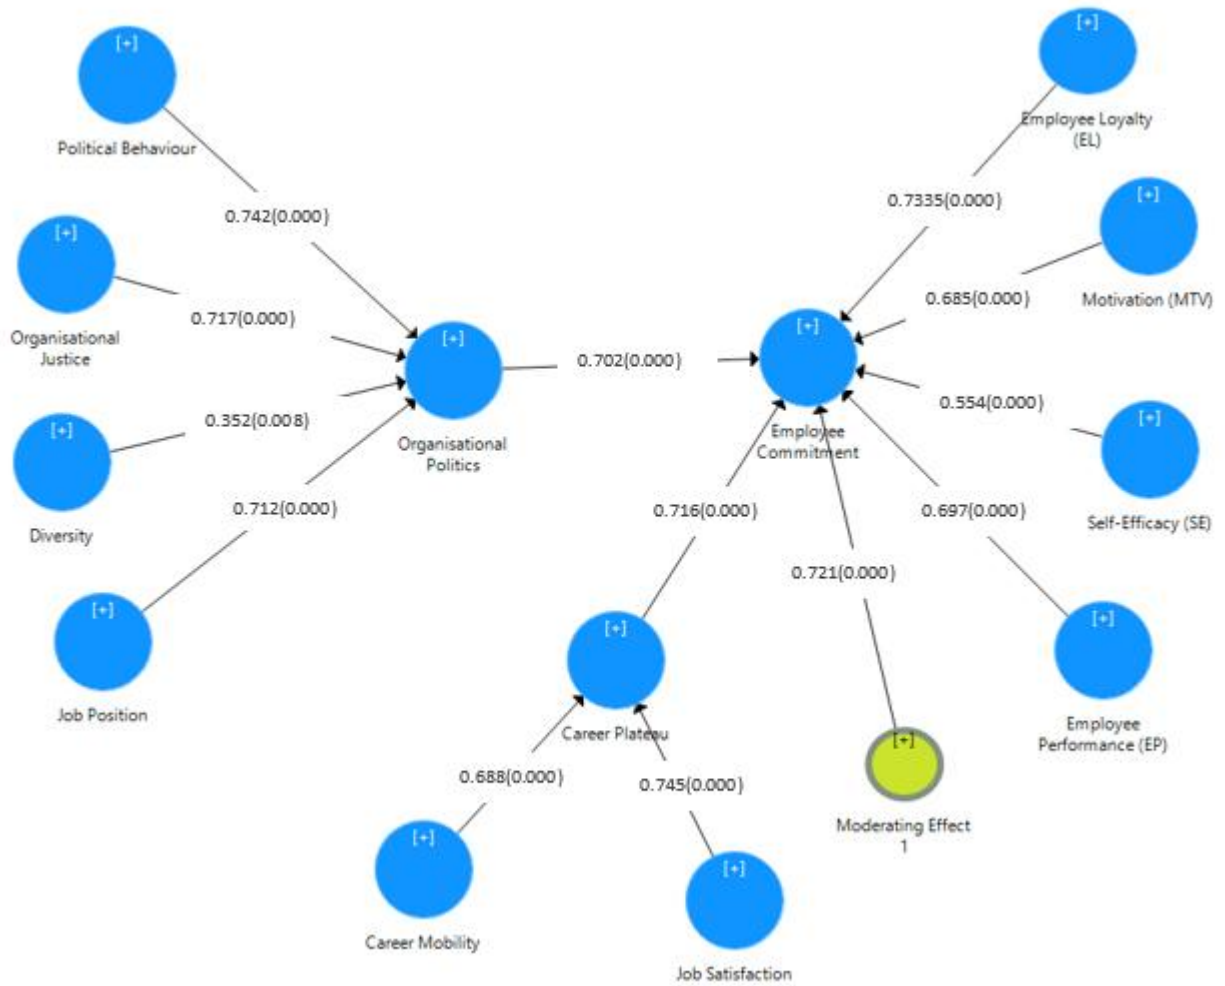 [+]
Political Behaviour
0.742(0.000)
[+]
Organisational
Justice
0.717(0.000)
[+]
Diversity
0.352(0.008)
[+]
Job Position
0.712(0.000)
[+]
Organisational
Politics
0.702(0.000)
[+]
Employee
Commitment
[+]
Employee Loyalty
(EL)
0.7335(0.000)
[+]
Motivation (MTV)
0.685(0.000)
[+]
Self-Efficacy (SE)
0.554(0.000)
[+]
Employee
Performance (EP)
0.697(0.000)
[+]
Moderating Effect
1
0.721(0.000)
[+]
Career Plateau
0.716(0.000)
[+]
Career Mobility
0.688(0.000)
[+]
Job Satisfaction
0.745(0.000)